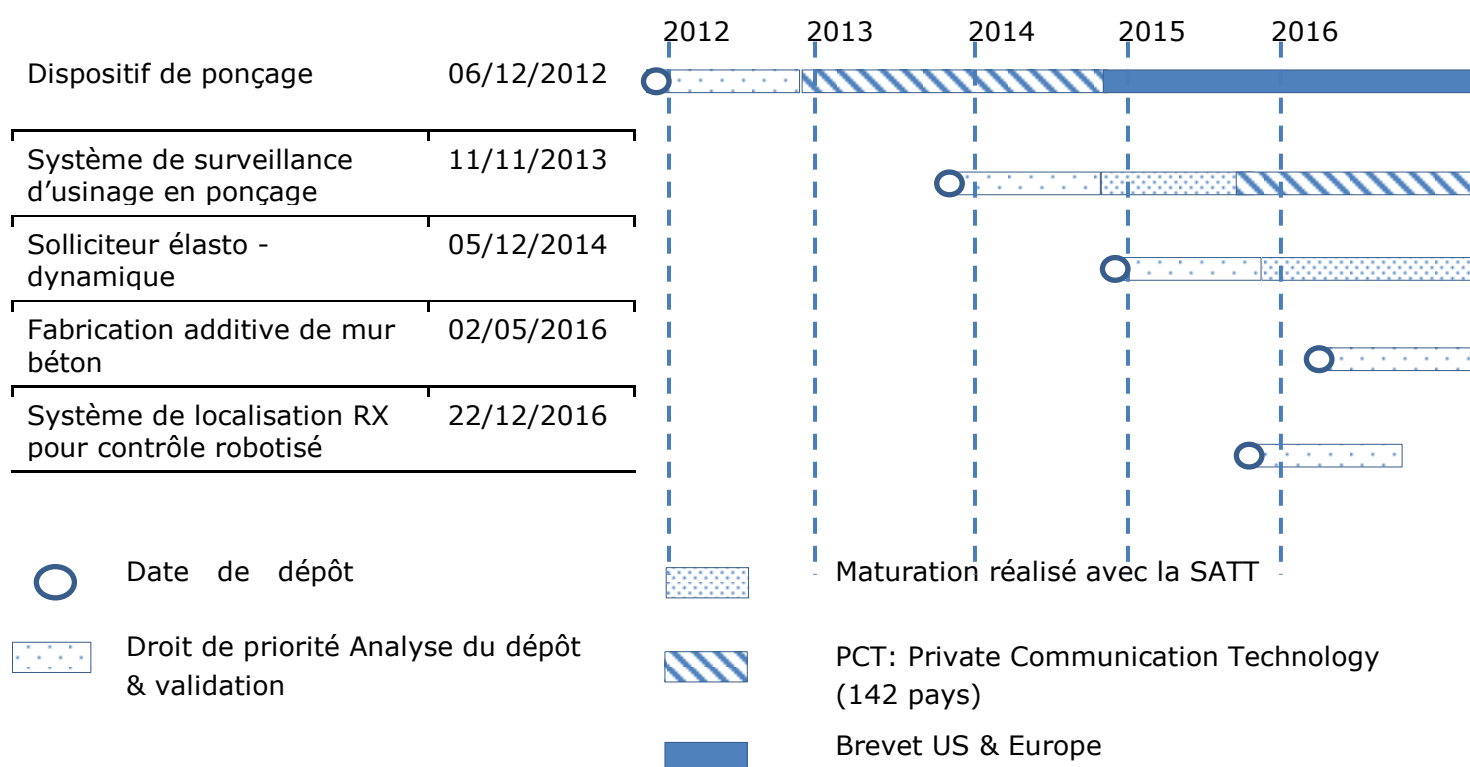 2012 2013 2014 2015 2016
Dispositif de ponçage 06/12/2012
Système de surveillance 11/11/2013
d’usinage en ponçage
Solliciteur élasto - 05/12/2014
dynamique
Fabrication additive de mur 02/05/2016
béton
Système de localisation RX 22/12/2016
pour contrôle robotisé
Date de dépôt
Maturation réalisé avec la SATT
Droit de priorité Analyse du dépôt
& validation
PCT: Private Communication Technology
(142 pays)
Brevet US & Europe